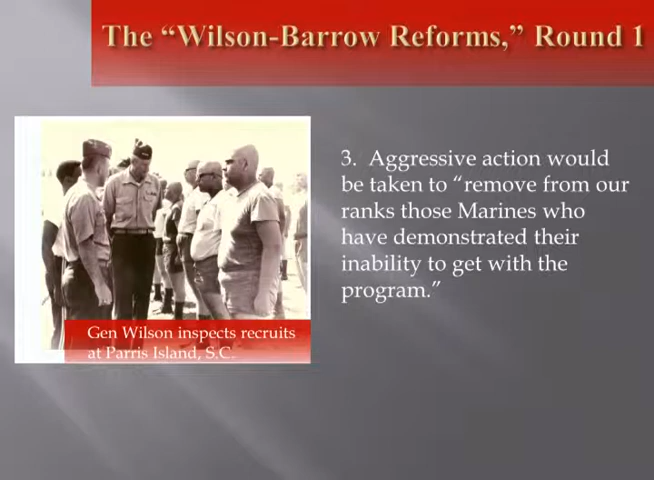 The “Wilson-Barrow Reforms,” Round 1
3. Aggressive action would
be taken to “remove from our
ranks those Marines who
have demonstrated their
inability to get with the
program.”
Gen Wilson inspects recruits
at Parris Island, S.C.